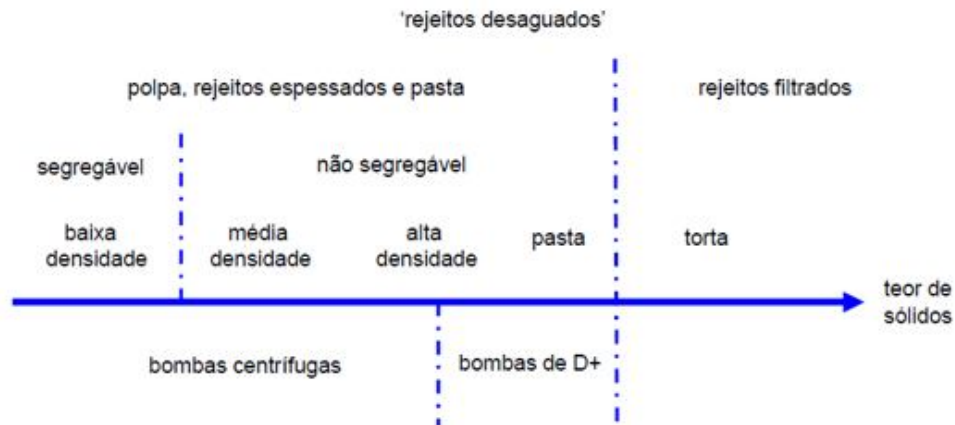 'rejeitos desaguados'
polpa, rejeitos espessados e pasta
rejeitos filtrados
segregável
não segregável
baixa
densidade
média
densidade
alta
densidade
pasta
torta
teor de
sólidos
bombas centrífugas
bombas de D+